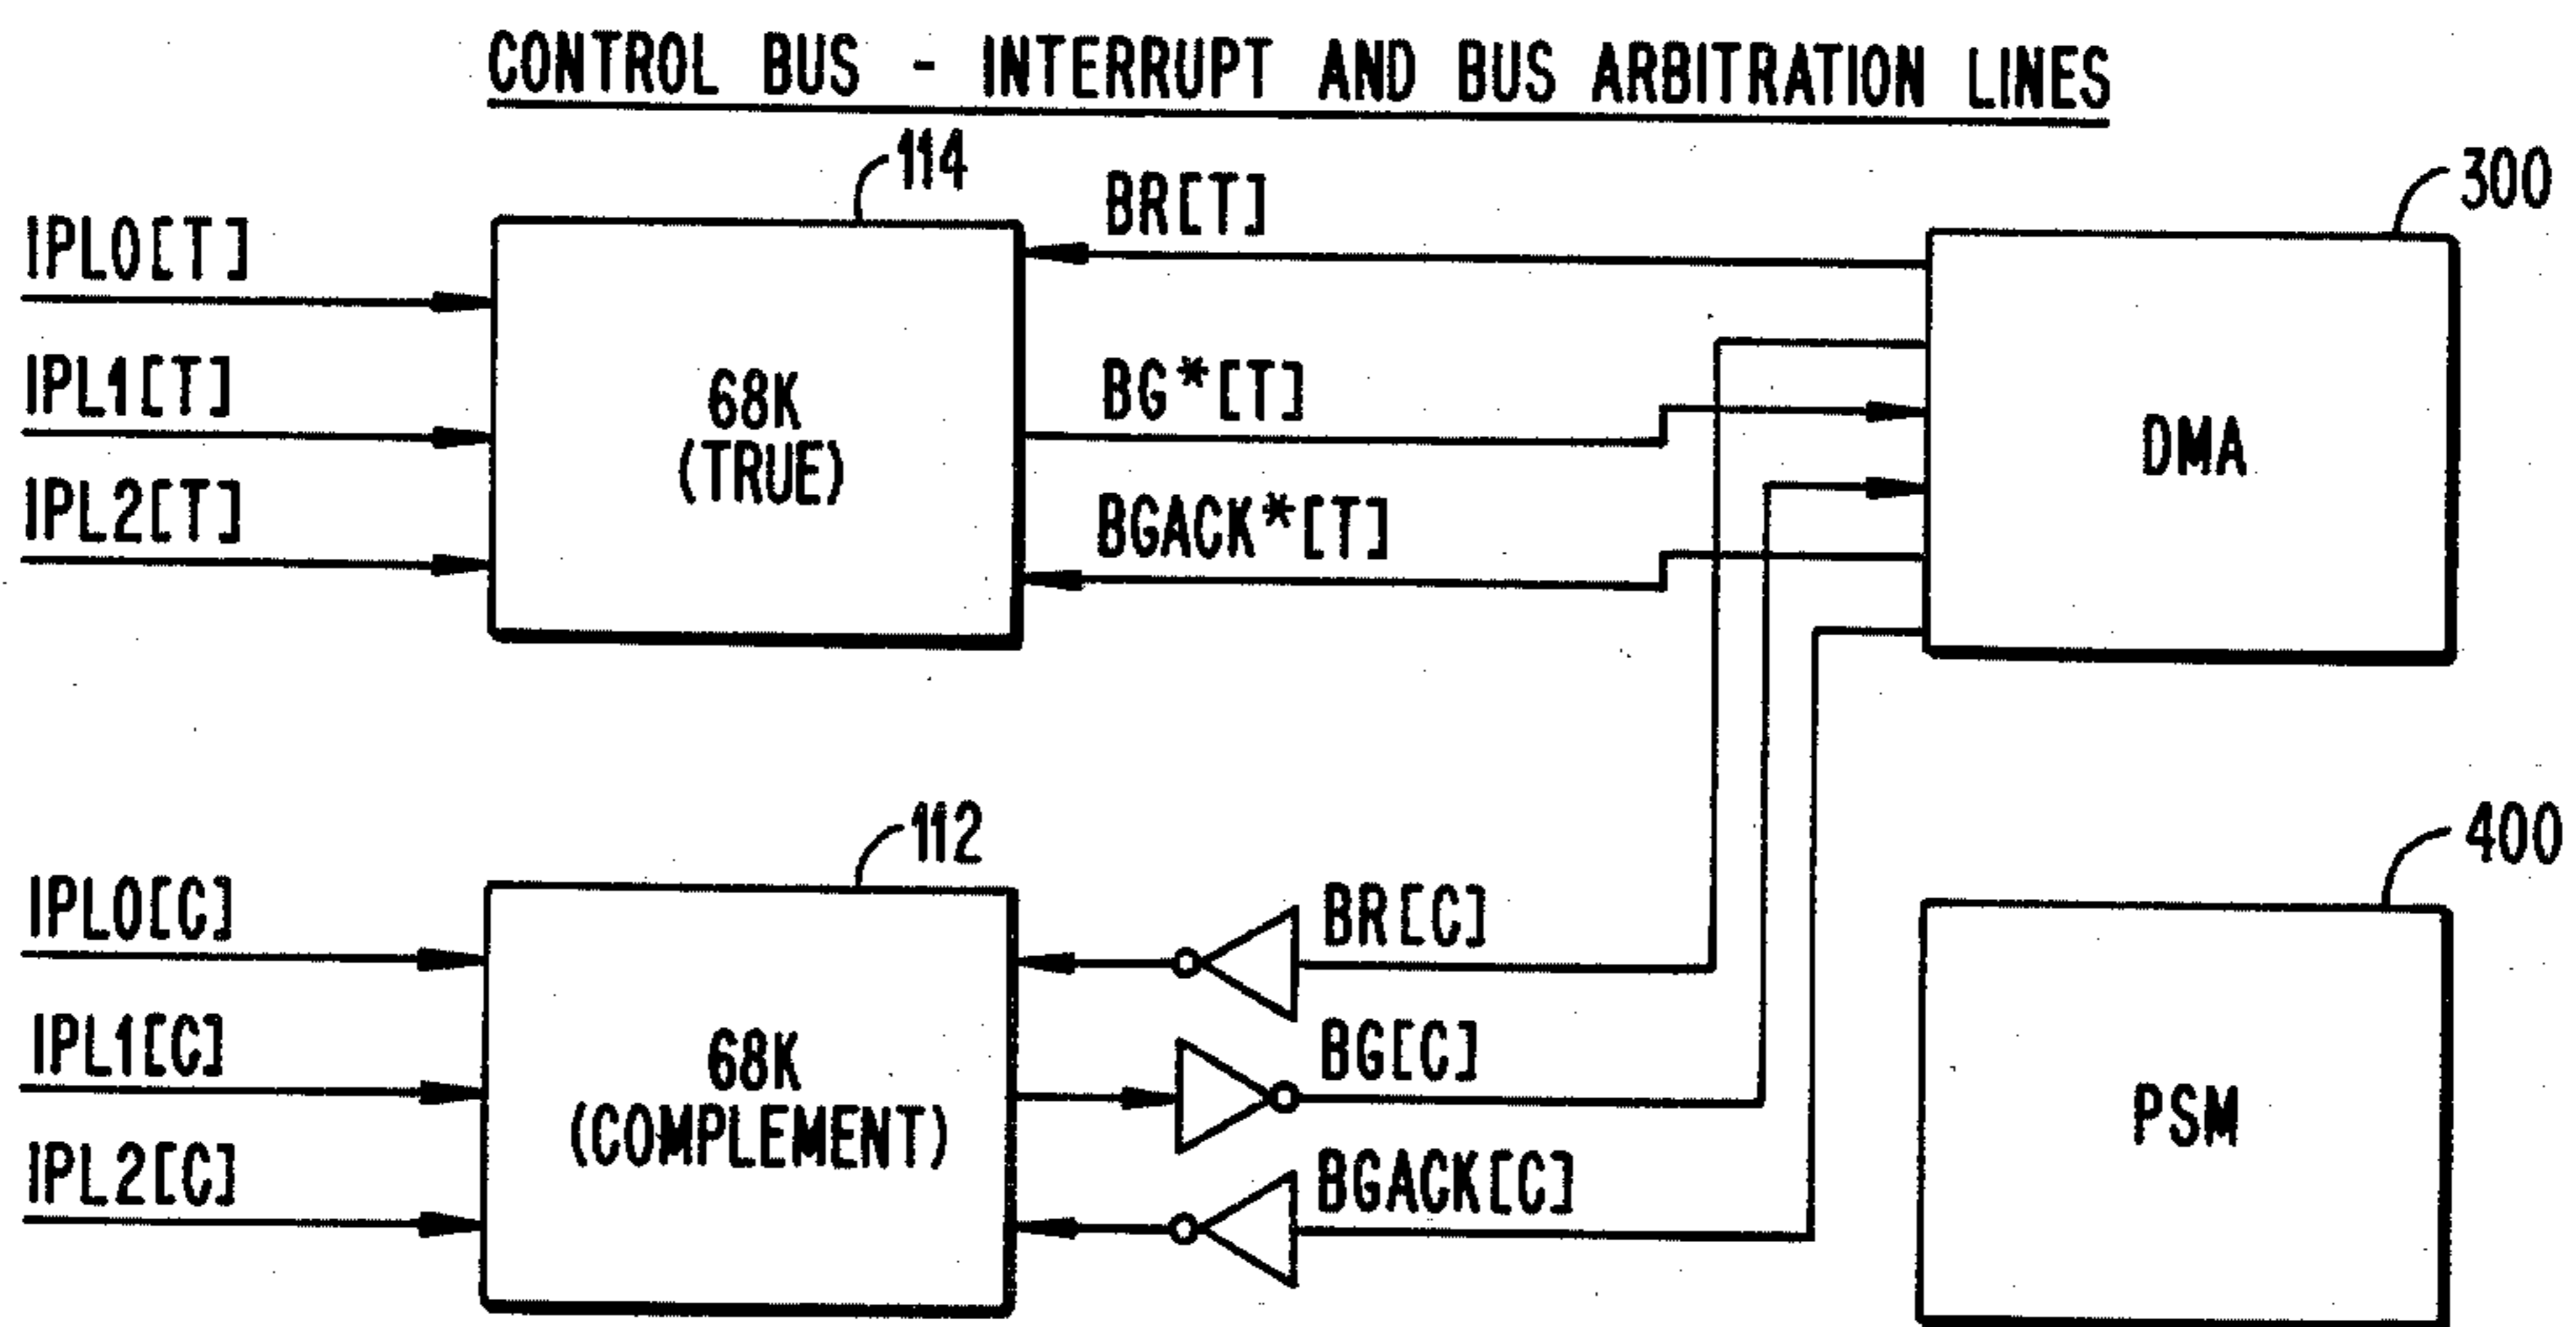 CONTROL BUS - INTERRUPT AND BUS ARBITRATION LINES
114
300
BR[T]
IPL0[T]
IPL1[T]
68K
(TRUE)
BG*[T]
DMA
IPL2[T]
BGACK*[T]
112
400
IPL0[C]
BR[C]
IPL1[C]
68K
(COMPLEMENT)
BG[C]
PSM
IPL2[C]
BGACK[C]